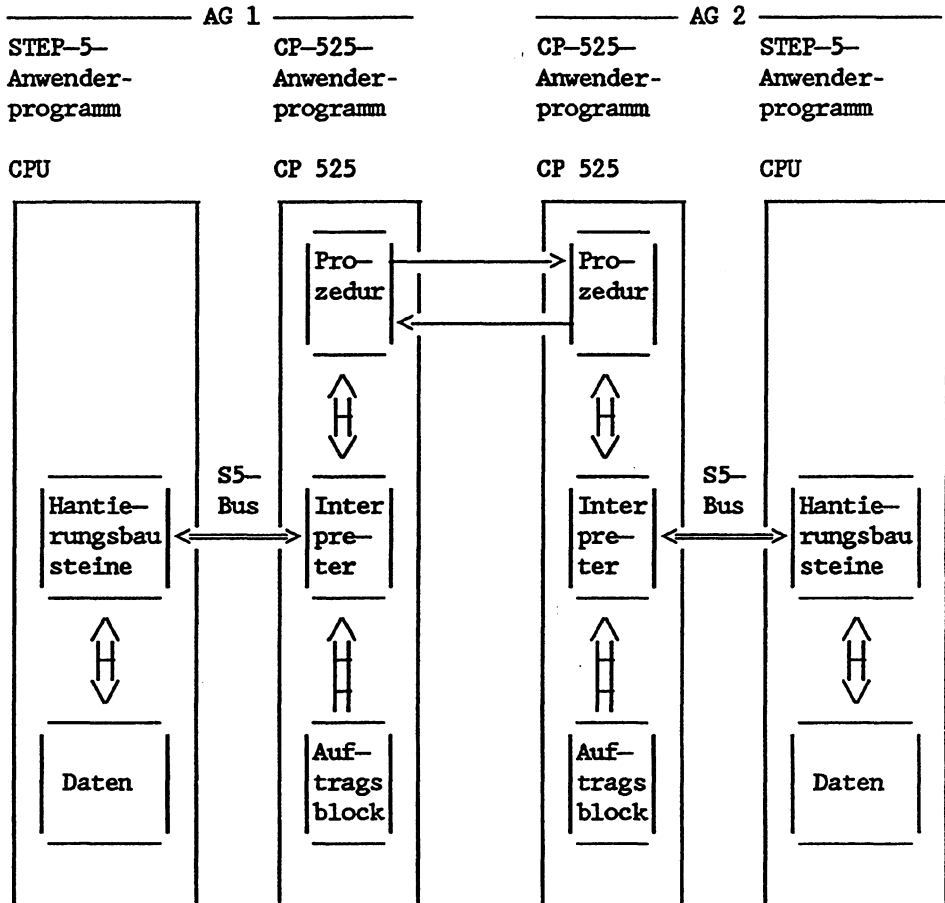 AG 1
AG 2
STEP-5-
Anwender-
programm
CP-525-
Anwender-
programm
CP-525-
Anwender-
programm
STEP-5-
Anwender-
programm
CPU
CP 525
CP 525
CPU
Pro-
zedur
Pro-
zedur
Hantie-
rungsbau
steine
S5-
Bus
Inter
pre-
ter
Inter
pre-
ter
S5-
Bus
Hantie-
rungsbau
steine
Daten
Auf-
trags
block
Auf-
trags
block
Daten